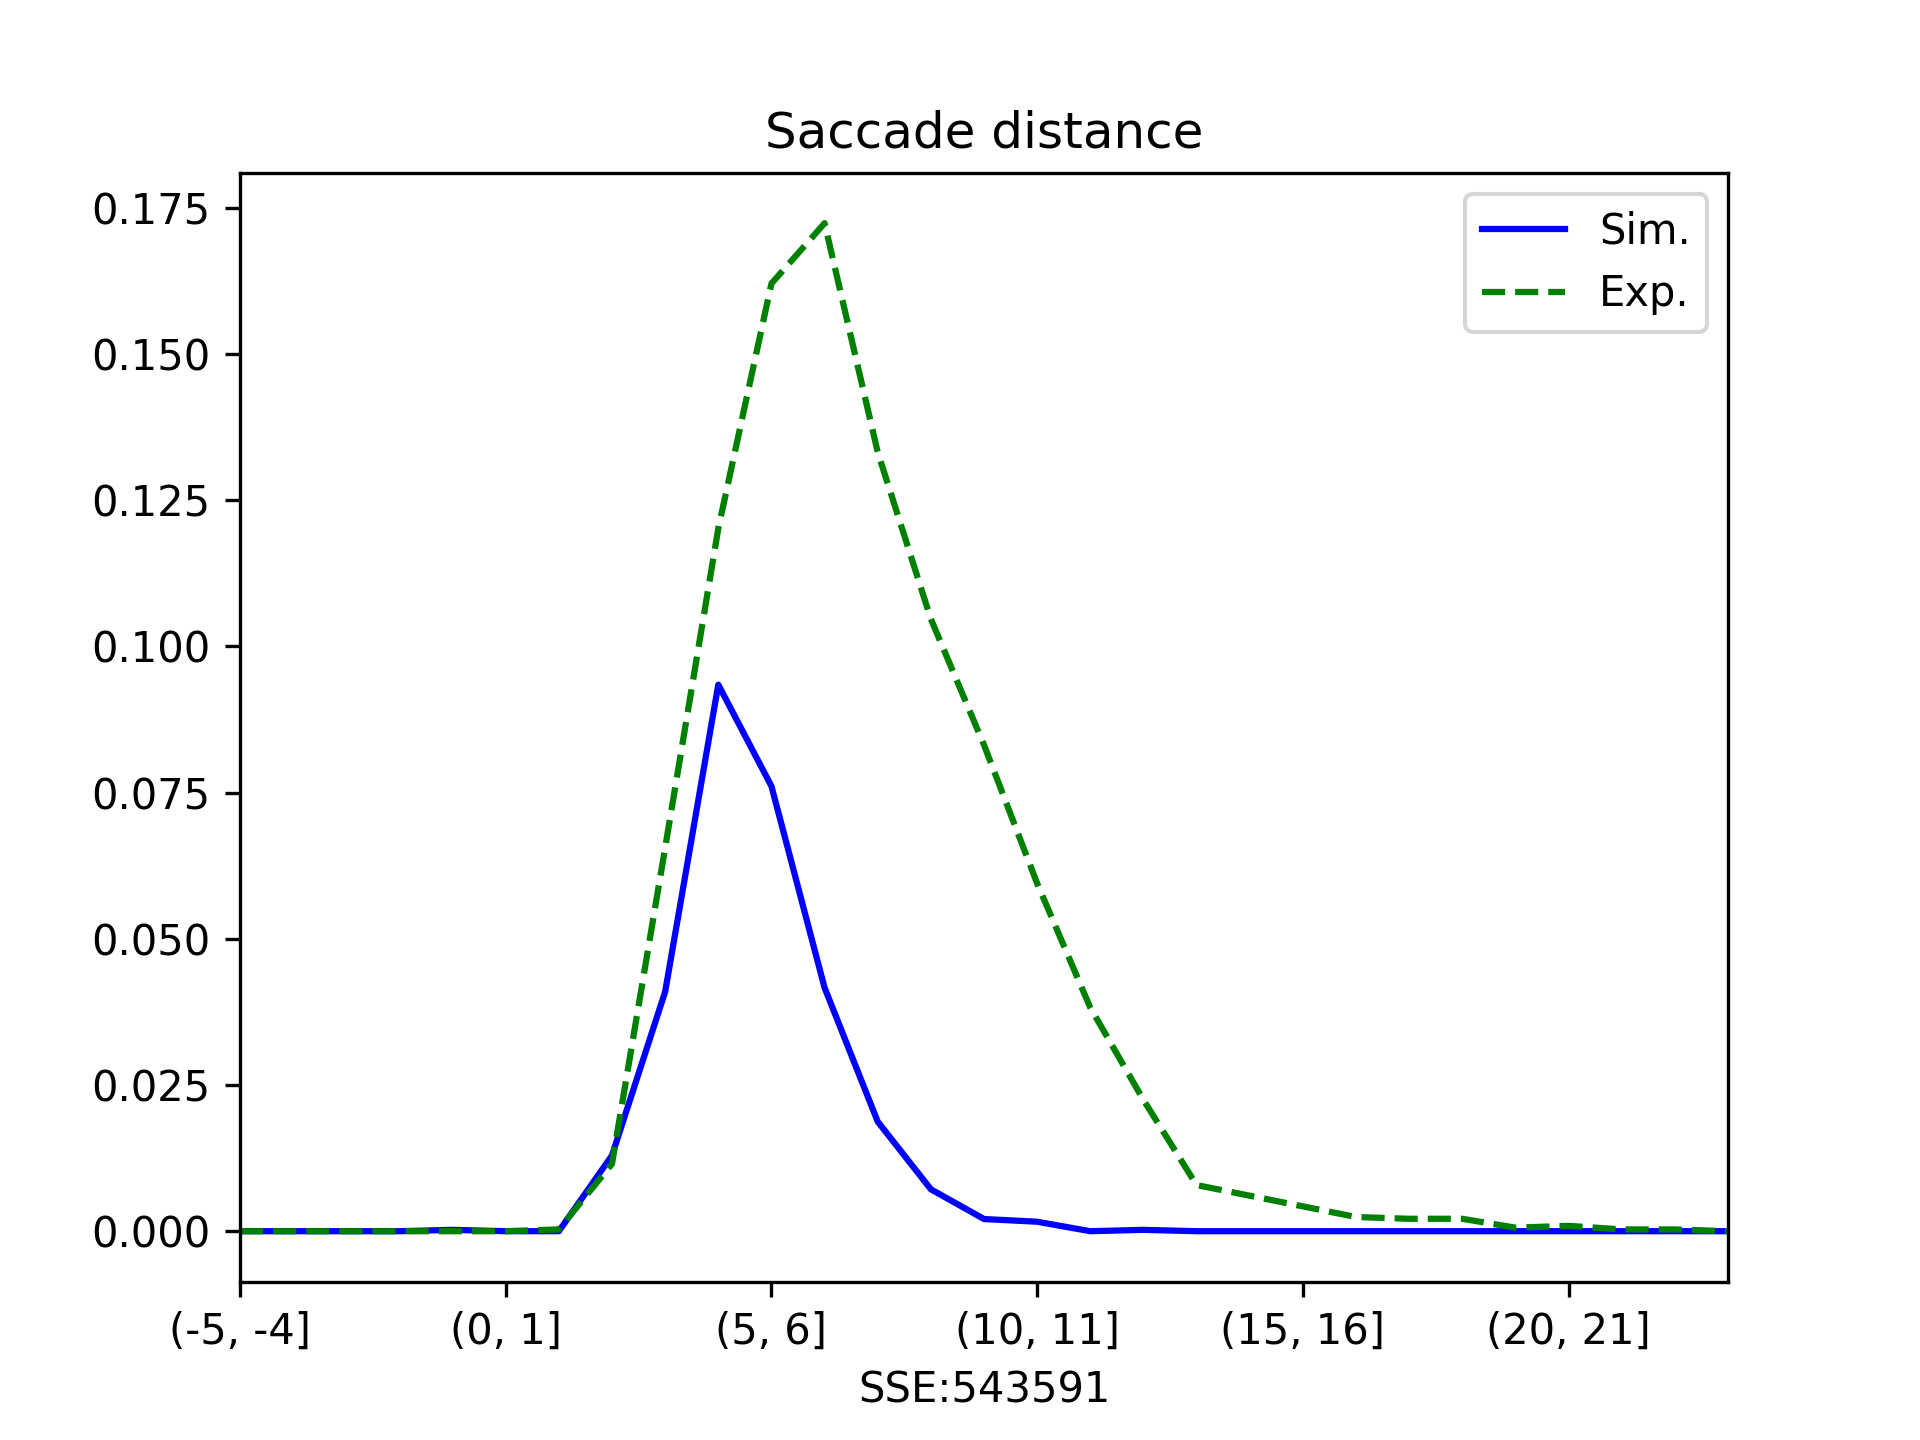 Saccade distance
0.175
0.150
0.125
0.100
0.075
0.050
0.025
0.000
Sim.
Exp.
(-5, -4] (0, 1] (5, 6] (10, 11] (15, 16] (20, 21]
SSE:543591